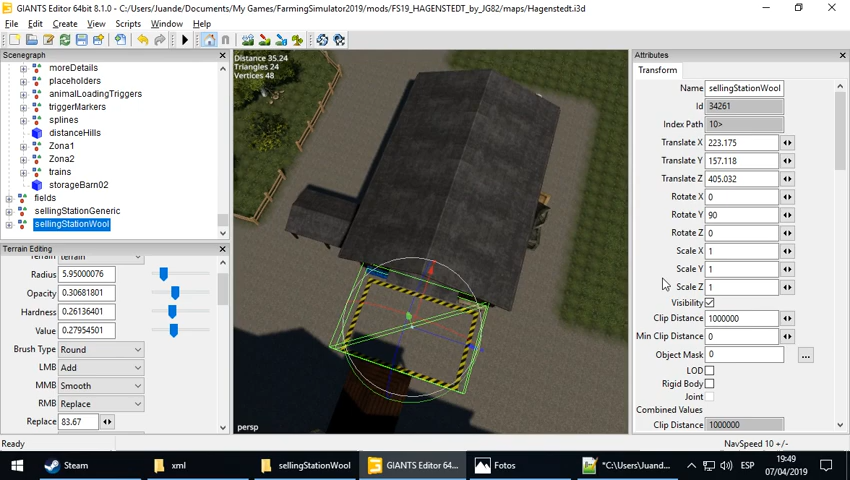 GIANTS Editor 64bit 8.1.0 - C:/Users/Juande/Documents/My Games/FarmingSimulator2019/mods/FS19_HAGENSTEDT_by_JG82/maps/Hagenstedt.i3d
File Edit Create View Scripts Window Help
Scenegraph
moreDetails
placeholders
animalLoadingTriggers
triggerMarkers
splines
distanceHills
Zona1
Zona2
trains
storageBarn02
fields
sellingStationGeneric
sellingStationWool
Terrain Editing
terrain
Radius 5.95000076
Opacity 0.30681801
Hardness 0.26136401
Value 0.27954501
Brush Type Round
LMB Add
MMB Smooth
RMB Replace
Replace 83.67
Distance 35.24
Triangles 24
Vertices 48
persp
Attributes
Transform
Name sellingStationWool
Id 34261
Index Path 10>
Translate X 223.175
Translate Y 157.118
Translate Z 405.032
Rotate X 0
Rotate Y 90
Rotate Z 0
Scale X 1
Scale Y 1
Scale Z 1
Visibility
Clip Distance 1000000
Min Clip Distance 0
Object Mask 0 ...
LOD
Rigid Body
Joint
Combined Values
Clip Distance 1000000
Ready
NavSpeed 10 +/-
Steam
xml
sellingStationWool
GIANTS Editor 64...
Fotos
*C:\Users\Juand...
ESP
19:49
07/04/2019